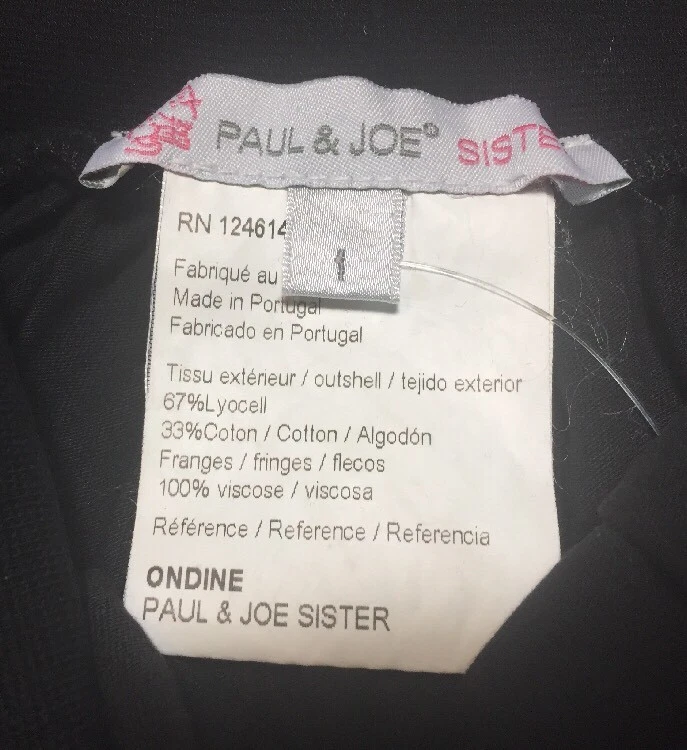 PAUL & JOE® SISTE
RN 124614
1
Fabriqué au
Made in Portugal
Fabricado en Portugal
Tissu extérieur / outshell / tejido exterior
67%Lyocell
33%Coton / Cotton / Algodón
Franges / fringes / flecos
100% viscose / viscosa
Référence / Reference / Referencia
ONDINE
PAUL & JOE SISTER